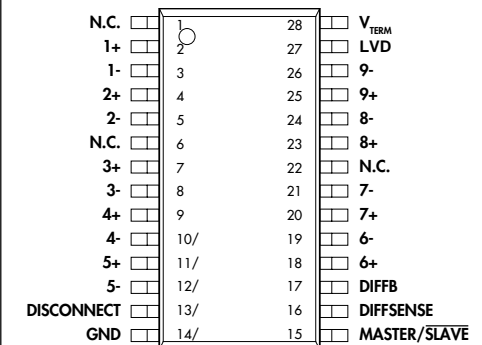 N.C. 1 28 V_TERM
1+ 2 27 LVD
1- 3 26 9-
2+ 4 25 9+
2- 5 24 8-
N.C. 6 23 8+
3+ 7 22 N.C.
3- 8 21 7-
4+ 9 20 7+
4- 10/ 19 6-
5+ 11/ 18 6+
5- 12/ 17 DIFFB
DISCONNECT 13/ 16 DIFFSENSE
GND 14/ 15 MASTER/S̅L̅A̅V̅E̅